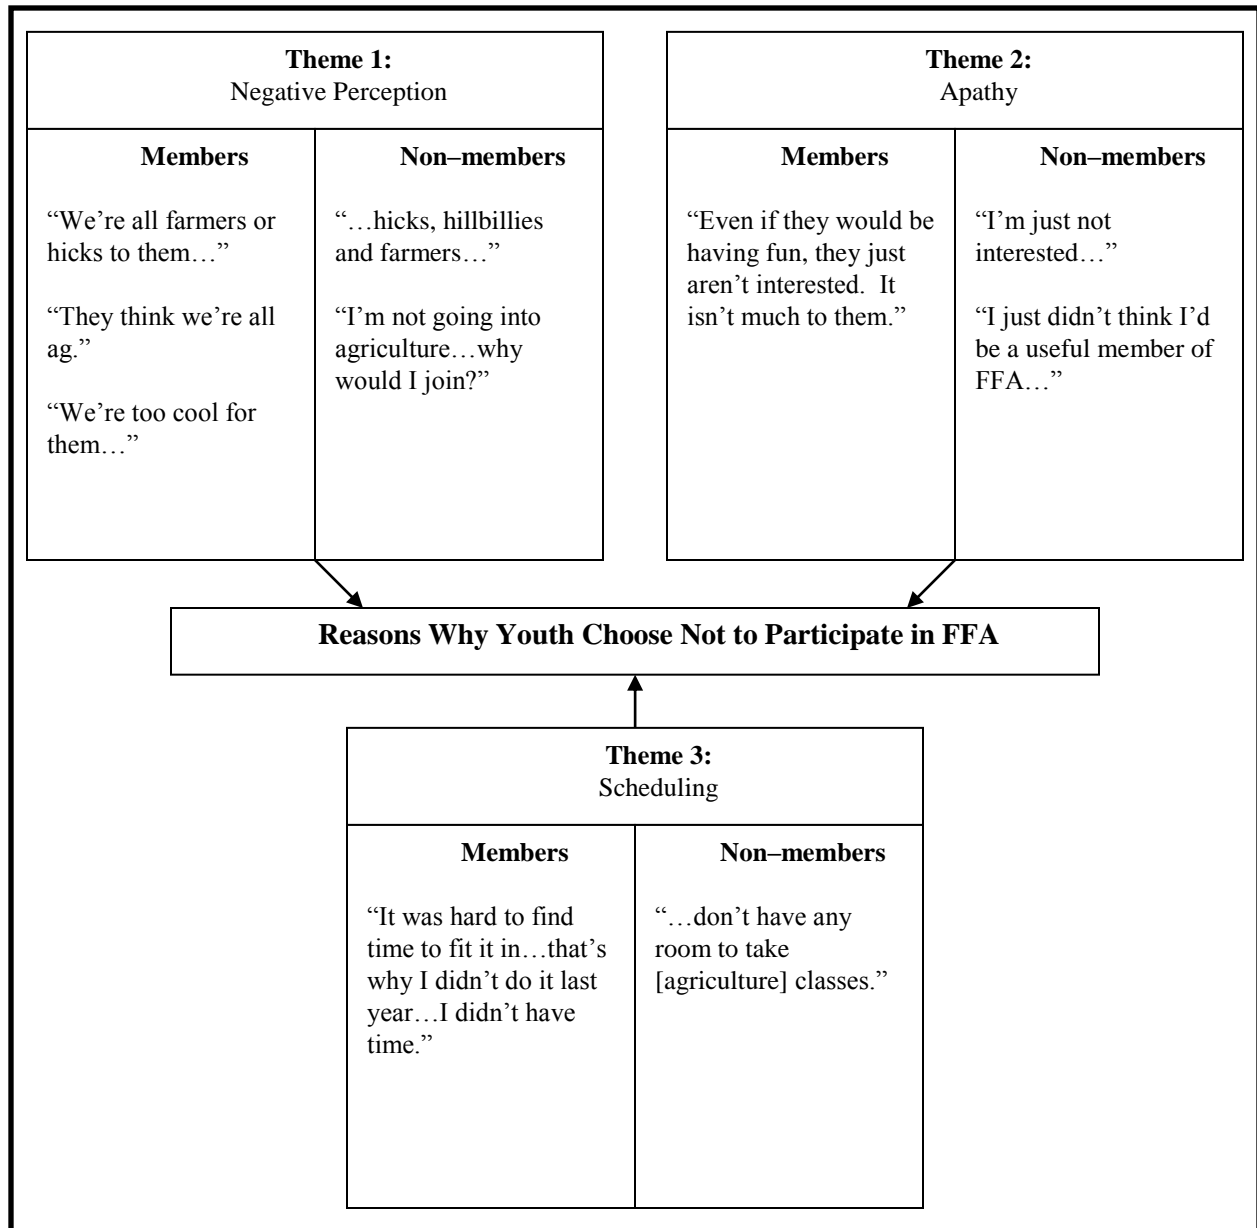 Theme 1:
Negative Perception
Members
“We’re all farmers or
hicks to them…”
“They think we’re all
ag.”
“We’re too cool for
them…”
Non–members
“…hicks, hillbillies
and farmers…”
“I’m not going into
agriculture…why
would I join?”
Theme 2:
Apathy
Members
“Even if they would be
having fun, they just
aren’t interested.  It
isn’t much to them.”
Non–members
“I’m just not
interested…”
“I just didn’t think I’d
be a useful member of
FFA…”
Reasons Why Youth Choose Not to Participate in FFA
Theme 3:
Scheduling
Members
“It was hard to find
time to fit it in…that’s
why I didn’t do it last
year…I didn’t have
time.”
Non–members
“…don’t have any
room to take
[agriculture] classes.”